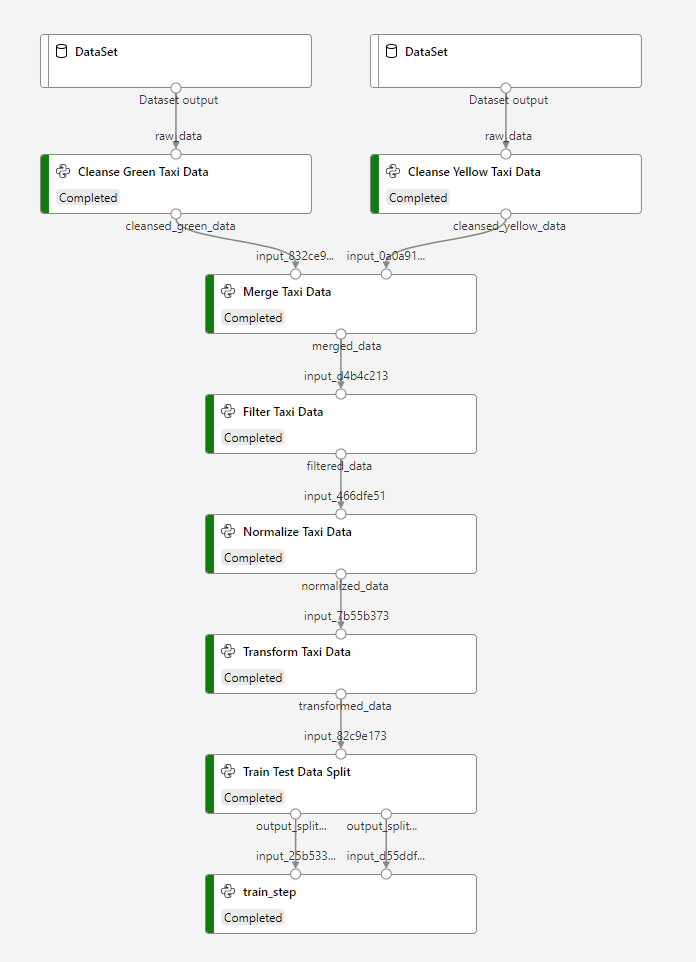 DataSet
DataSet
Dataset output
Dataset output
raw_data
raw_data
Cleanse Green Taxi Data
Cleanse Yellow Taxi Data
Completed
Completed
cleansed_green_data
cleansed_yellow_data
input_832ce9...
input_0a0a91...
Merge Taxi Data
Completed
merged_data
input_d4b4c213
Filter Taxi Data
Completed
filtered_data
input_466dfe51
Normalize Taxi Data
Completed
normalized_data
input_7b55b373
Transform Taxi Data
Completed
transformed_data
input_82c9e173
Train Test Data Split
Completed
output_split...
output_split...
input_25b533...
input_d55ddf...
train_step
Completed